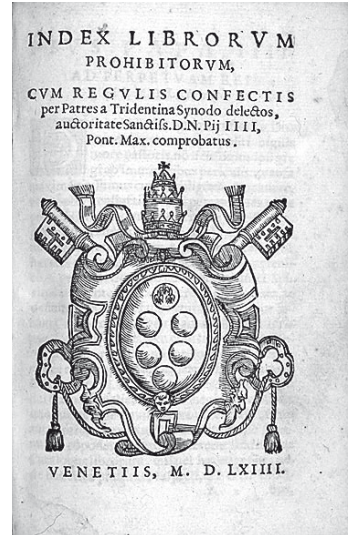 INDEX LIBRORVM
PROHIBITORVM,
CVM REGVLIS CONFECTIS
per Patres a Tridentina Synodo delectos,
auctoritate Sanctiss. D.N. Pij IIII,
Pont. Max. comprobatus.
VENETIIS, M. D. LXIIII.